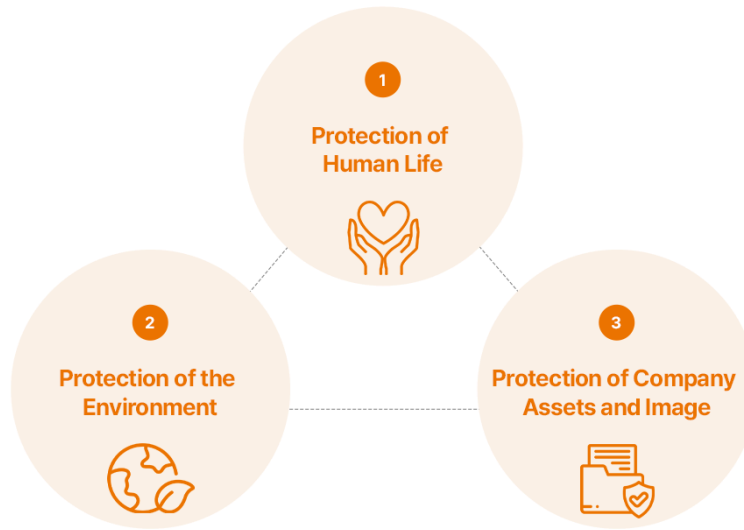 1
Protection of
Human Life
2
Protection of the
Environment
3
Protection of Company
Assets and Image